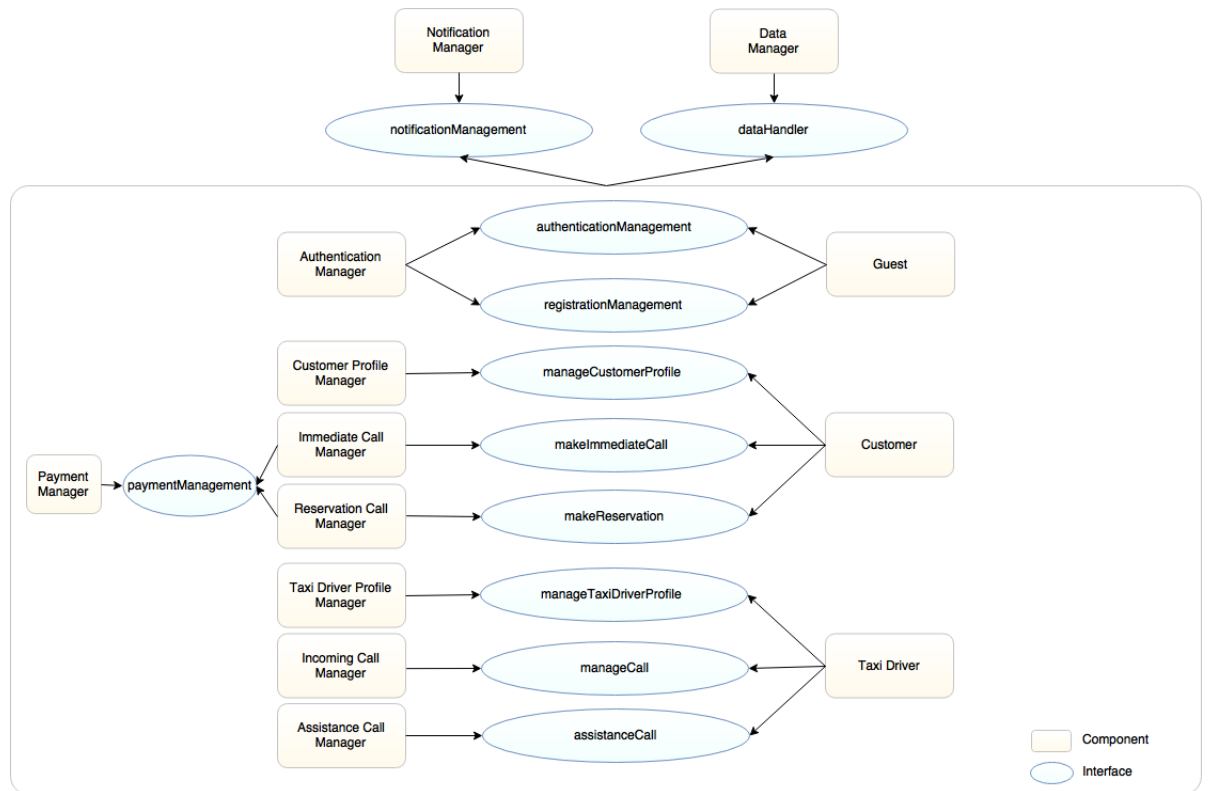 Notification
Manager
Data
Manager
notificationManagement
dataHandler
authenticationManagement
Authentication
Manager
Guest
registrationManagement
Customer Profile
Manager
manageCustomerProfile
Immediate Call
Manager
makeImmediateCall
Customer
Payment
Manager
paymentManagement
Reservation Call
Manager
makeReservation
Taxi Driver Profile
Manager
manageTaxiDriverProfile
Incoming Call
Manager
manageCall
Taxi Driver
Assistance Call
Manager
assistanceCall
Component
Interface